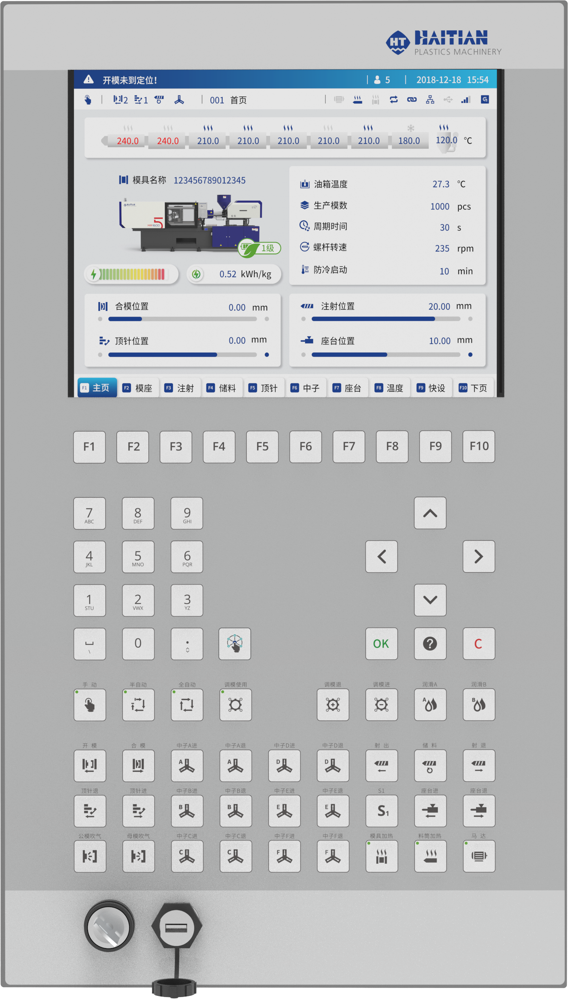 HT HAITIAN
PLASTICS MACHINERY
开模未到定位! 5 2018-12-18 15:54
2 1 001 首页
240.0 240.0 210.0 210.0 210.0 210.0 210.0 180.0 120.0 ℃
模具名称 123456789012345
HAITIAN
MA1600 5
1级
0.52 kWh/kg
油箱温度 27.3 ℃
生产模数 1000 pcs
周期时间 30 s
螺杆转速 235 rpm
防冷启动 10 min
合模位置 0.00 mm
顶针位置 0.00 mm
注射位置 20.00 mm
座台位置 10.00 mm
F1 主页 F2 模座 F3 注射 F4 储料 F5 顶针 F6 中子 F7 座台 F8 温度 F9 快设 F10 下页
F1 F2 F3 F4 F5 F6 F7 F8 F9 F10
7 8 9
ABC DEF GHI
4 5 6
JKL MNO PQR
1 2 3
STU VWX YZ
0 . OK ? C
\
手 动 半自动 全自动 调模使用 调模退 调模进 润滑A 润滑B
A B
开 模 合 模 中子A进 中子A退 中子D进 中子D退 射 出 储 料 射 退
A A D D
顶针退 顶针进 中子B进 中子B退 中子E进 中子E退 S1 座台进 座台退
B B E E S1
公模吹气 母模吹气 中子C进 中子C退 中子F进 中子F退 模具加热 料筒加热 马 达
C C F F